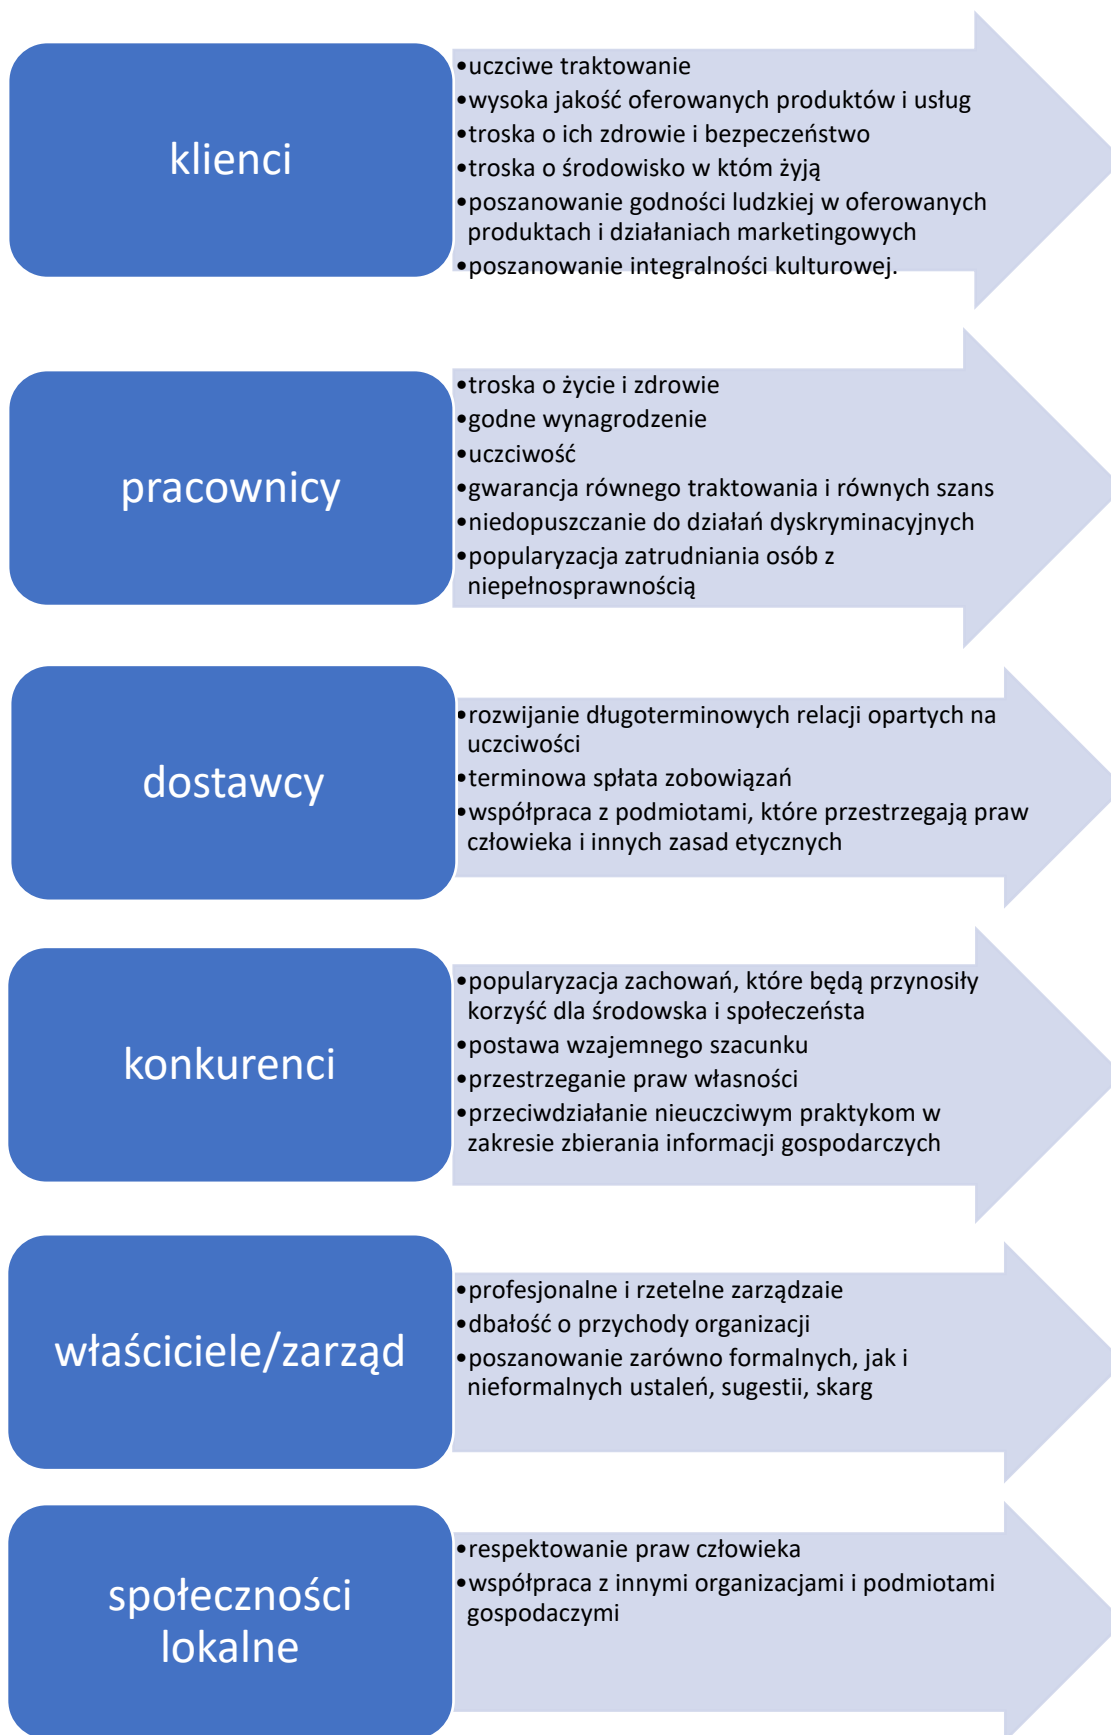 klienci
•uczciwe traktowanie
•wysoka jakość oferowanych produktów i usług
•troska o ich zdrowie i bezpeczeństwo
•troska o środowisko w któm żyją
•poszanowanie godności ludzkiej w oferowanych
produktach i działaniach marketingowych
•poszanowanie integralności kulturowej.
pracownicy
•troska o życie i zdrowie
•godne wynagrodzenie
•uczciwość
•gwarancja równego traktowania i równych szans
•niedopuszczanie do działań dyskryminacyjnych
•popularyzacja zatrudniania osób z
niepełnosprawnością
dostawcy
•rozwijanie długoterminowych relacji opartych na
uczciwości
•terminowa spłata zobowiązań
•współpraca z podmiotami, które przestrzegają praw
człowieka i innych zasad etycznych
konkurenci
•popularyzacja zachowań, które będą przynosiły
korzyść dla środowska i społeczeństa
•postawa wzajemnego szacunku
•przestrzeganie praw własności
•przeciwdziałanie nieuczciwym praktykom w
zakresie zbierania informacji gospodarczych
właściciele/zarząd
•profesjonalne i rzetelne zarządzaie
•dbałość o przychody organizacji
•poszanowanie zarówno formalnych, jak i
nieformalnych ustaleń, sugestii, skarg
społeczności
lokalne
•respektowanie praw człowieka
•współpraca z innymi organizacjami i podmiotami
gospodaczymi